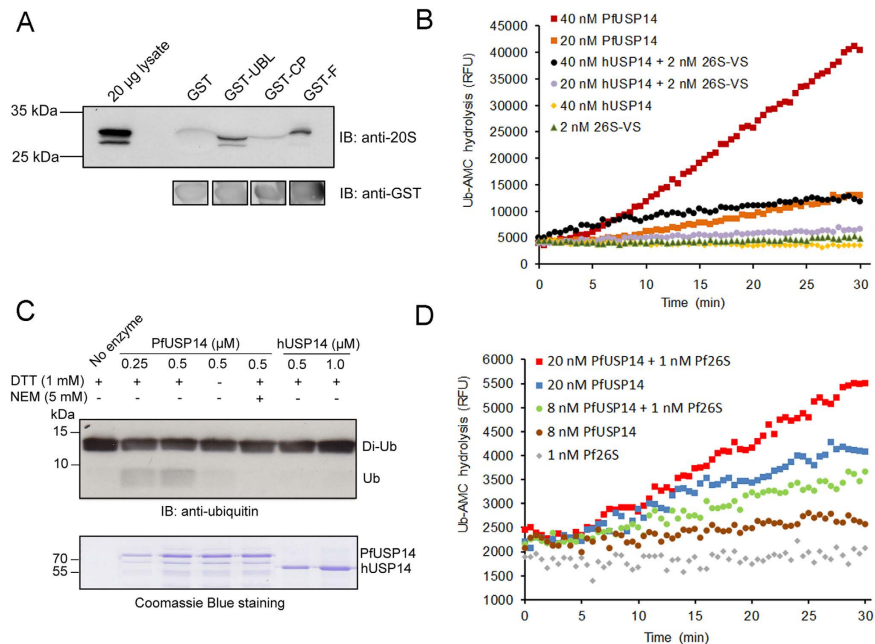 A
20 µg lysate
GST
GST-UBL
GST-CP
GST-F
35 kDa
25 kDa
IB: anti-20S
IB: anti-GST
B
40 nM PfUSP14
20 nM PfUSP14
40 nM hUSP14 + 2 nM 26S-VS
20 nM hUSP14 + 2 nM 26S-VS
40 nM hUSP14
2 nM 26S-VS
Ub-AMC hydrolysis (RFU)
45000
40000
35000
30000
25000
20000
15000
10000
5000
0
0 5 10 15 20 25 30
Time (min)
C
No enzyme
PfUSP14 (µM)
hUSP14 (µM)
0.25 0.5 0.5 0.5 0.5 1.0
DTT (1 mM) + + + - + + +
NEM (5 mM) - - - - + - -
kDa
15
10
Di-Ub
Ub
IB: anti-ubiquitin
70
55
PfUSP14
hUSP14
Coomassie Blue staining
D
20 nM PfUSP14 + 1 nM Pf26S
20 nM PfUSP14
8 nM PfUSP14 + 1 nM Pf26S
8 nM PfUSP14
1 nM Pf26S
Ub-AMC hydrolysis (RFU)
6000
5500
5000
4500
4000
3500
3000
2500
2000
1500
1000
0 5 10 15 20 25 30
Time (min)